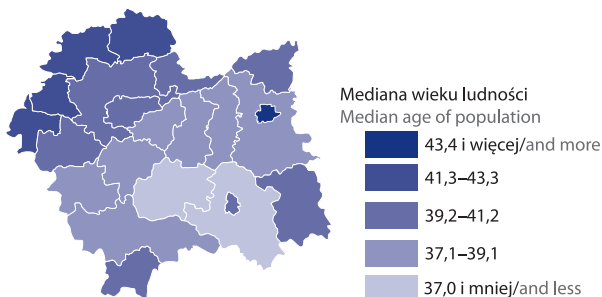 Mediana wieku ludności
Median age of population
43,4 i więcej/and more
41,3–43,3
39,2–41,2
37,1–39,1
37,0 i mniej/and less